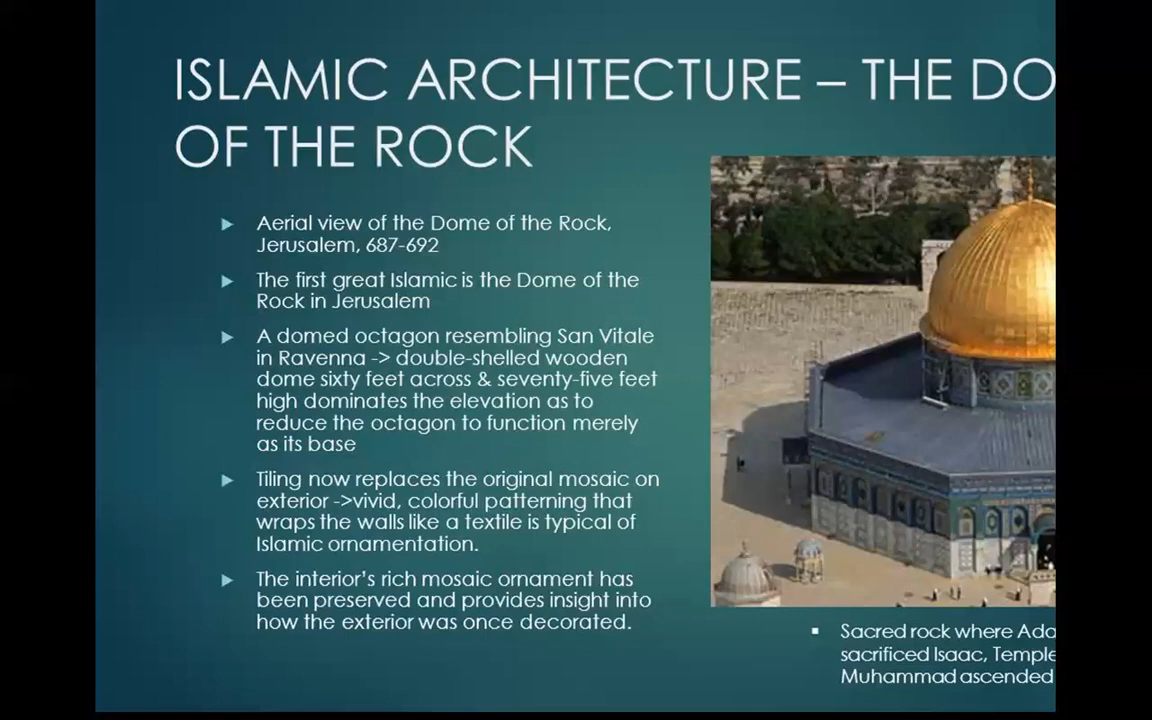 ISLAMIC ARCHITECTURE – THE DO
OF THE ROCK
Aerial view of the Dome of the Rock,
Jerusalem, 687-692
The first great Islamic is the Dome of the
Rock in Jerusalem
A domed octagon resembling San Vitale
in Ravenna -> double-shelled wooden
dome sixty feet across & seventy-five feet
high dominates the elevation as to
reduce the octagon to function merely
as its base
Tiling now replaces the original mosaic on
exterior ->vivid, colorful patterning that
wraps the walls like a textile is typical of
Islamic ornamentation.
The interior's rich mosaic ornament has
been preserved and provides insight into
how the exterior was once decorated.
Sacred rock where Ada
sacrificed Isaac, Temple
Muhammad ascended